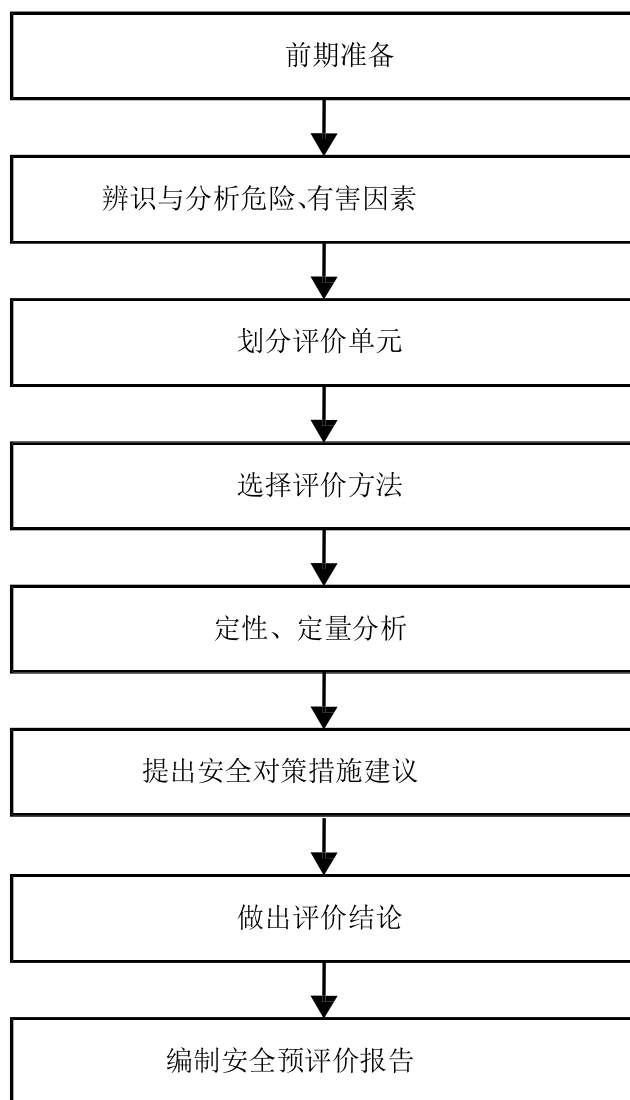 前期准备
辨识与分析危险、有害因素
划分评价单元
选择评价方法
定性、定量分析
提出安全对策措施建议
做出评价结论
编制安全预评价报告